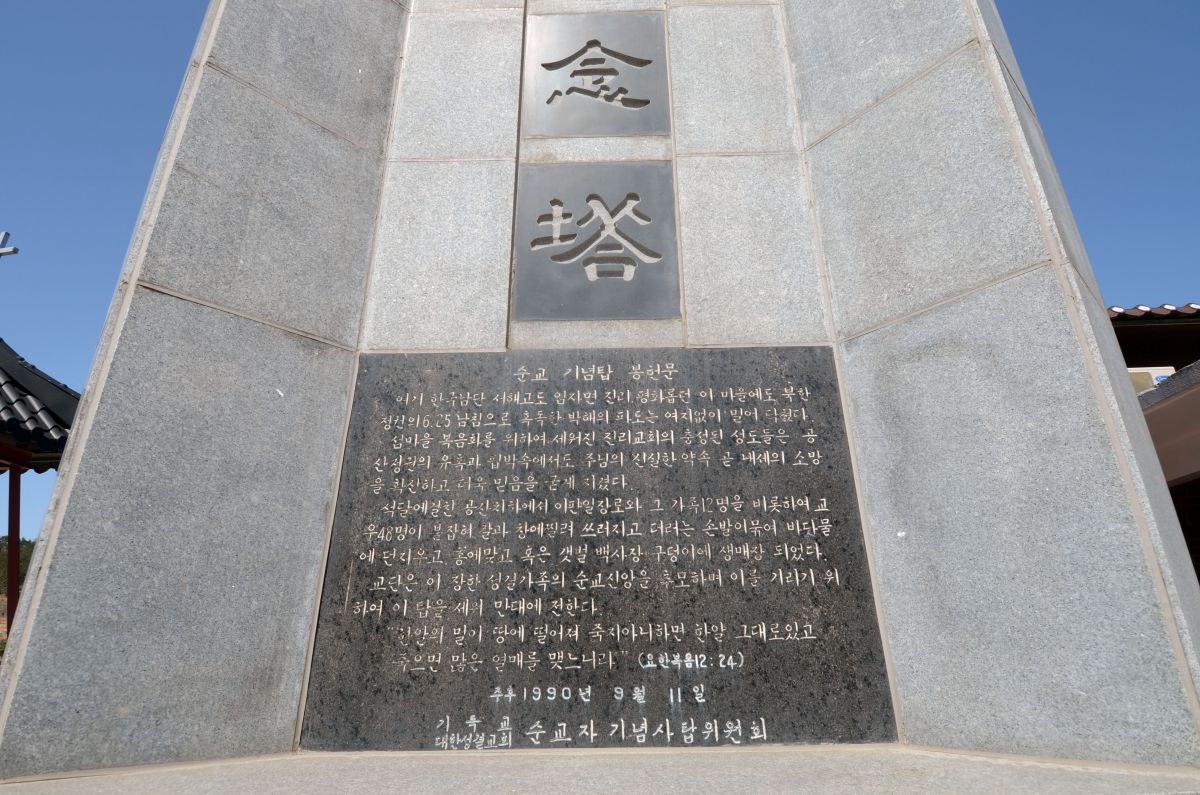 念
塔
순교 기념탑 봉헌문
여기 한국남단 서해고도 임자면 진리 평화롭던 이 마을에도 북한
정권의 6.25 남침으로 혹독한 박해의 파도는 여지없이 밀어 닥쳤다.
섬마을 복음화를 위하여 세워진 진리교회의 충성된 성도들은 공
산정권의 유혹과 핍박속에서도 주님의 신실한 약속 곧 내세의 소망
을 확신하고 더욱 믿음을 굳게 지켰다.
석달에걸친 공산치하에서 이판일장로와 그 가족12명을 비롯하여 교
우48명이 붙잡혀 칼과 창에찔려 쓰러지고 더러는 손발이묶여 바닷물
에 던지우고 총에맞고 혹은 갯벌 백사장 구덩이에 생매장 되었다.
교단은 이 장한 성결가족의 순교신앙을 추모하며 이를 기리기 위
하여 이 탑을 세워 만대에 전한다.
"한알의 밀이 땅에 떨어져 죽지아니하면 한알 그대로있고
죽으면 많은 열매를 맺느니라" (요한복음12:24)
주후 1990년 9월 11일
기독교
대한성결교회 순교자 기념사탑위원회